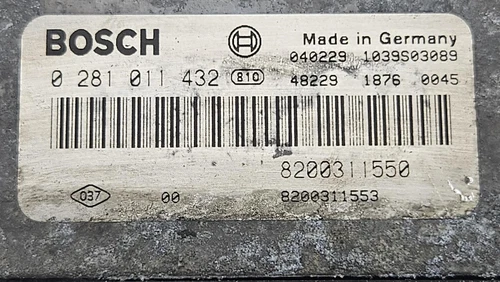 BOSCH
Made in Germany
040229 1039S03089
0 281 011 432 810
48229 1876 0045
8200311550
037 00 8200311553